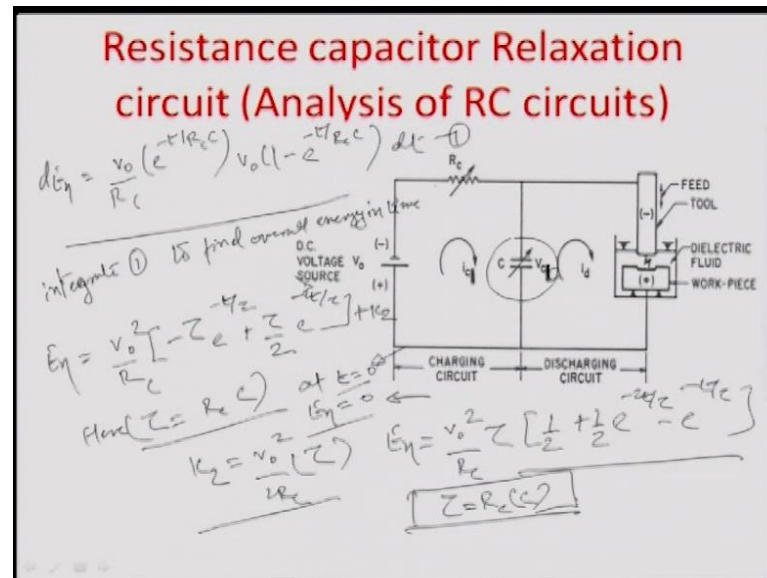 Resistance capacitor Relaxation
circuit (Analysis of RC circuits)
dEn = V0/Rc (e^-t/RcC) V0(1 - e^-t/RcC) dt - ①
integrate ① to find overall energy in time
En = V0²/Rc [-τe^-t/τ + τ/2 e^-2t/τ] + K2
Here (τ = Rc C)
at t=0
En = 0
K2 = V0²/2Rc (τ)
En = V0²/Rc τ [1/2 + 1/2 e^-2t/τ - e^-t/τ]
τ = Rc(C)
Rc
D.C.
VOLTAGE V0
SOURCE
(-)
(+)
ic
C
Vc
id
(-)
(+)
FEED
TOOL
DIELECTRIC
FLUID
WORK-PIECE
CHARGING
CIRCUIT
DISCHARGING
CIRCUIT